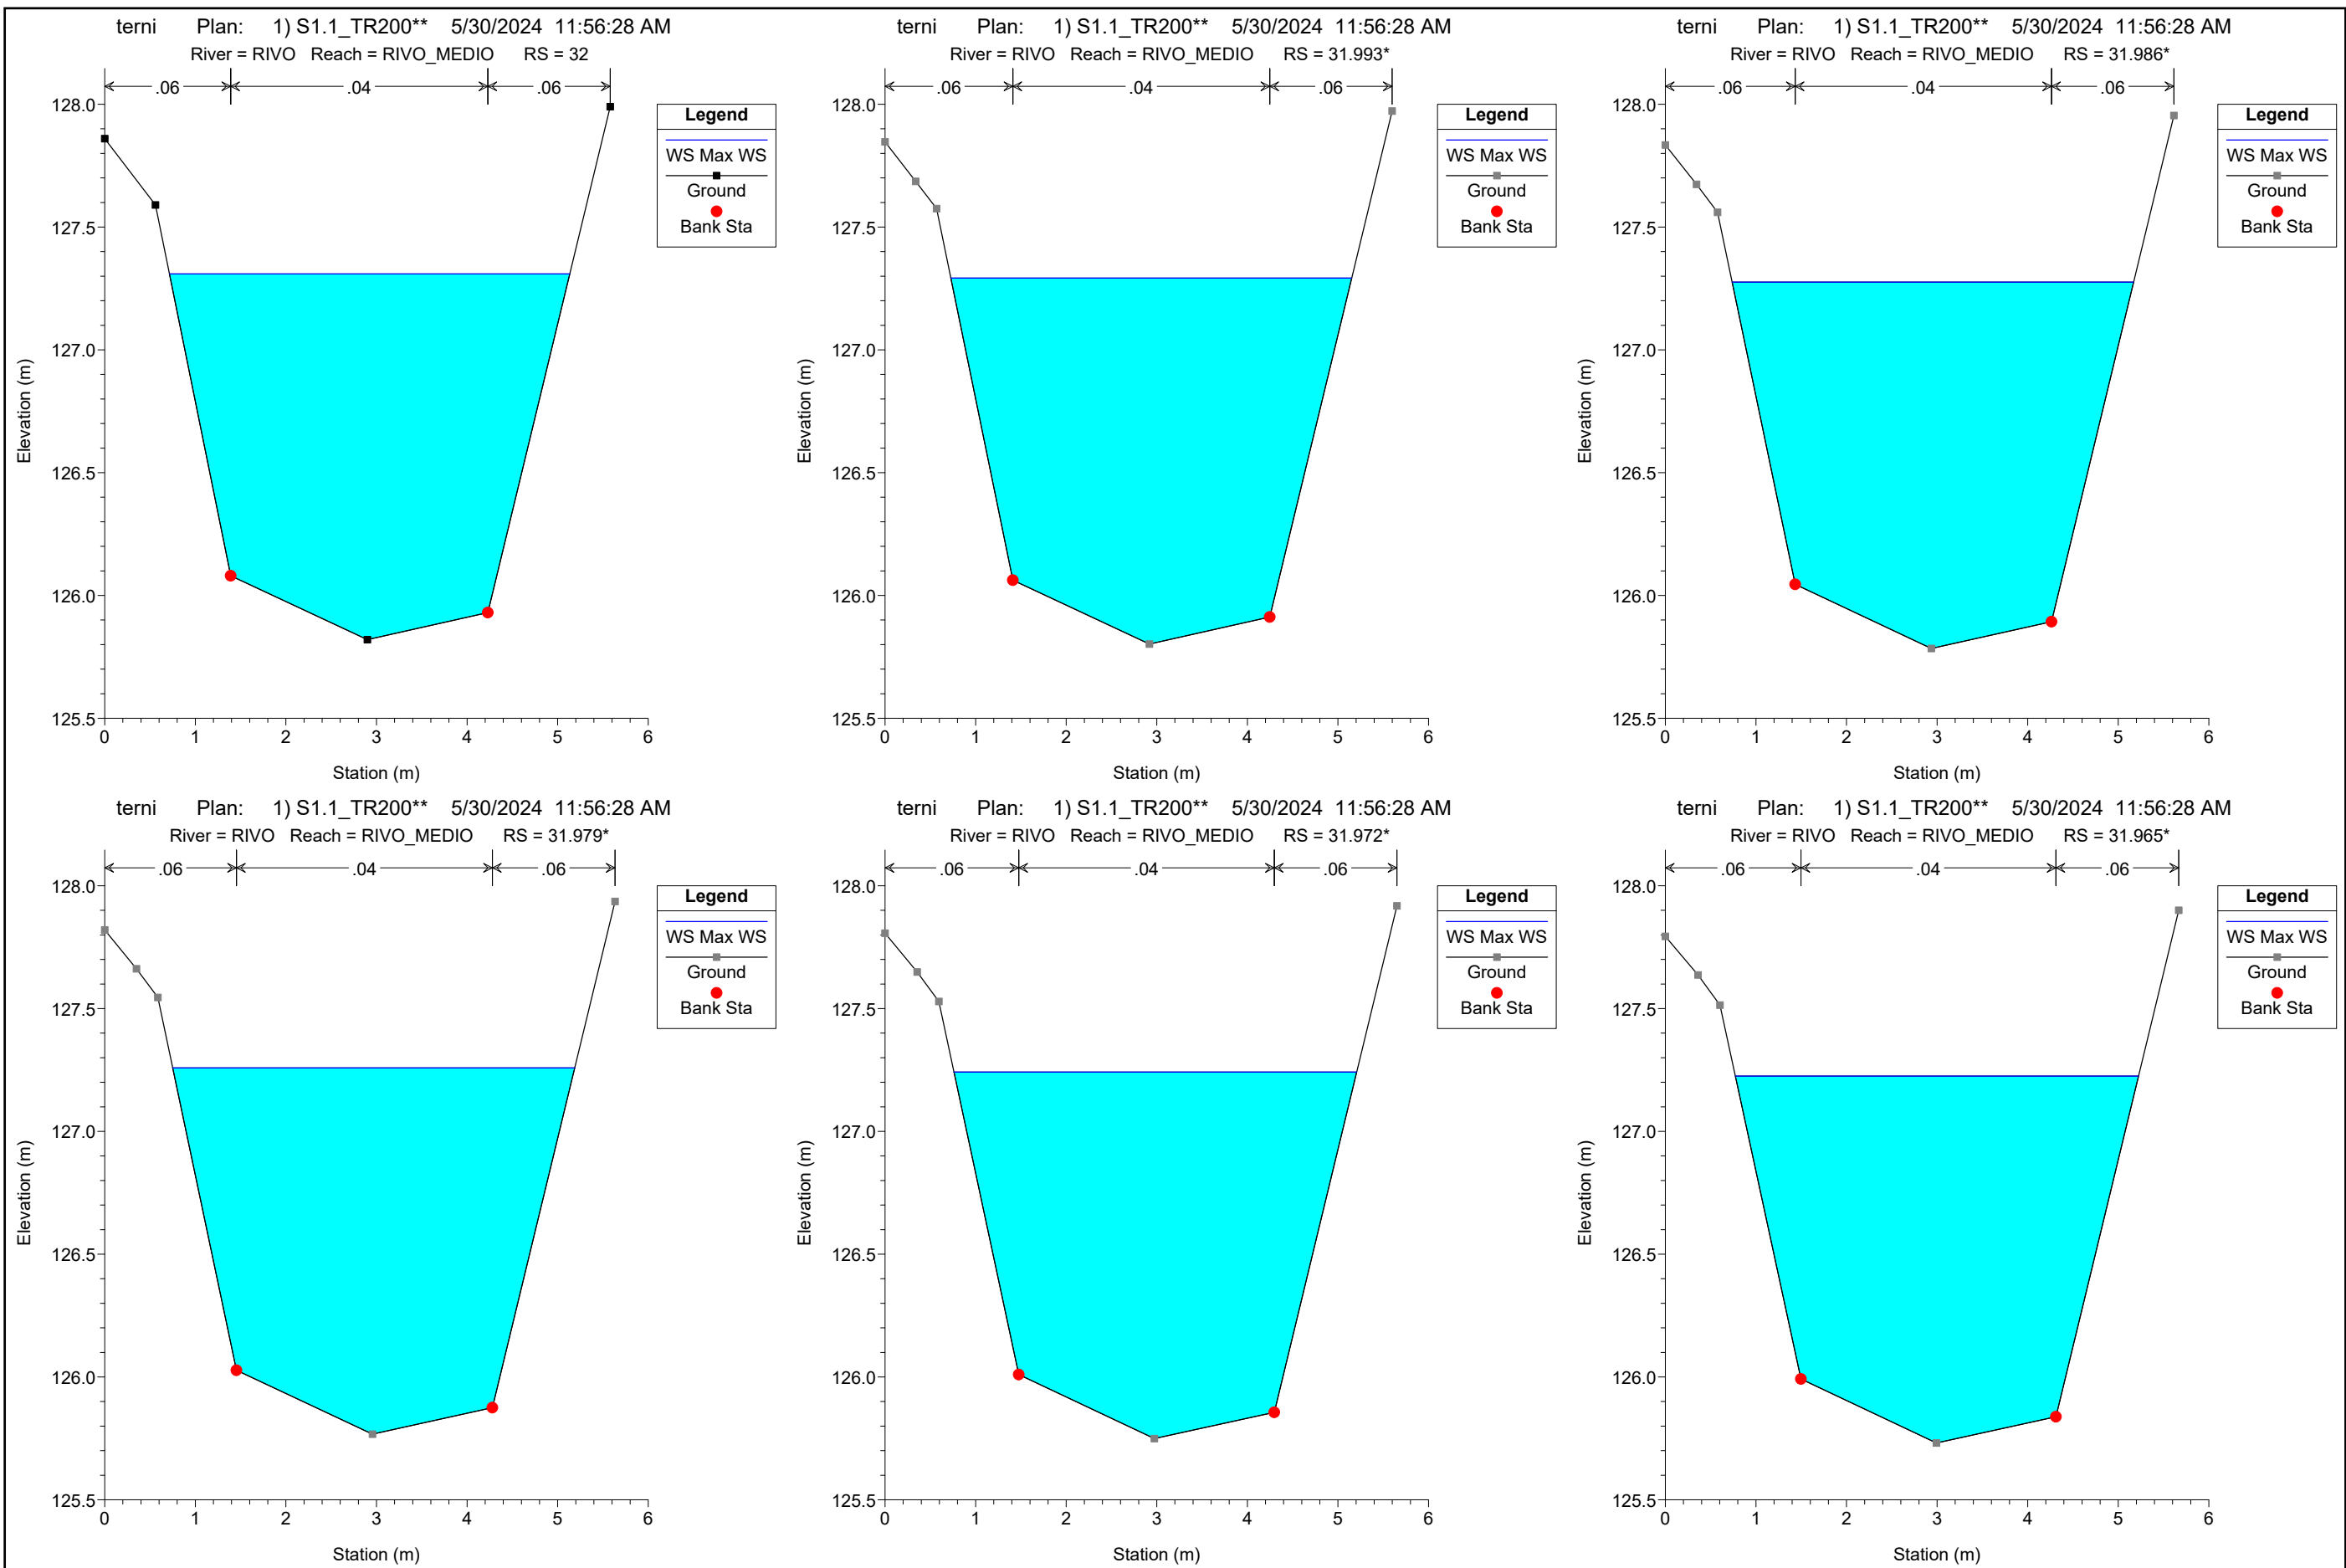 terni Plan: 1) S1.1_TR200** 5/30/2024 11:56:28 AM
River = RIVO Reach = RIVO_MEDIO RS = 32
.06 .04 .06
128.0
127.5
127.0
126.5
126.0
125.5
0 1 2 3 4 5 6
Elevation (m)
Station (m)
Legend
WS Max WS
Ground
Bank Sta
terni Plan: 1) S1.1_TR200** 5/30/2024 11:56:28 AM
River = RIVO Reach = RIVO_MEDIO RS = 31.993*
.06 .04 .06
128.0
127.5
127.0
126.5
126.0
125.5
0 1 2 3 4 5 6
Elevation (m)
Station (m)
Legend
WS Max WS
Ground
Bank Sta
terni Plan: 1) S1.1_TR200** 5/30/2024 11:56:28 AM
River = RIVO Reach = RIVO_MEDIO RS = 31.986*
.06 .04 .06
128.0
127.5
127.0
126.5
126.0
125.5
0 1 2 3 4 5 6
Elevation (m)
Station (m)
Legend
WS Max WS
Ground
Bank Sta
terni Plan: 1) S1.1_TR200** 5/30/2024 11:56:28 AM
River = RIVO Reach = RIVO_MEDIO RS = 31.979*
.06 .04 .06
128.0
127.5
127.0
126.5
126.0
125.5
0 1 2 3 4 5 6
Elevation (m)
Station (m)
Legend
WS Max WS
Ground
Bank Sta
terni Plan: 1) S1.1_TR200** 5/30/2024 11:56:28 AM
River = RIVO Reach = RIVO_MEDIO RS = 31.972*
.06 .04 .06
128.0
127.5
127.0
126.5
126.0
125.5
0 1 2 3 4 5 6
Elevation (m)
Station (m)
Legend
WS Max WS
Ground
Bank Sta
terni Plan: 1) S1.1_TR200** 5/30/2024 11:56:28 AM
River = RIVO Reach = RIVO_MEDIO RS = 31.965*
.06 .04 .06
128.0
127.5
127.0
126.5
126.0
125.5
0 1 2 3 4 5 6
Elevation (m)
Station (m)
Legend
WS Max WS
Ground
Bank Sta